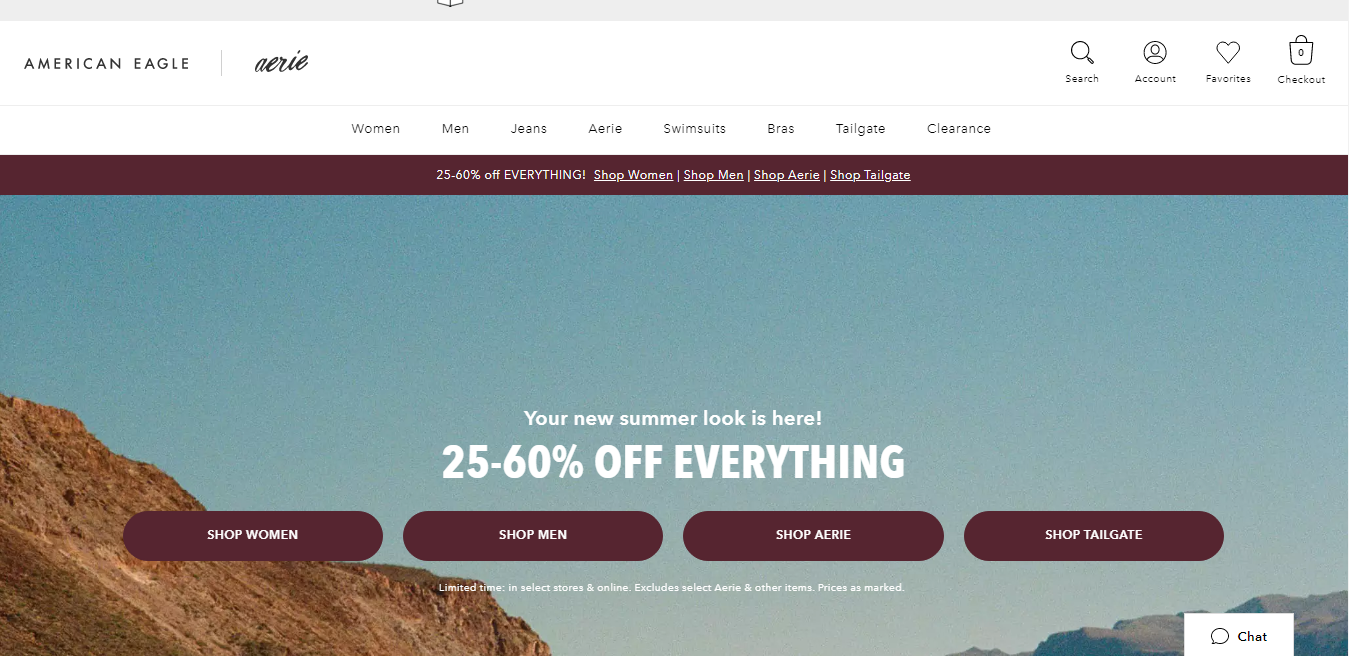 AMERICAN EAGLE aerie
Search Account Favorites 0 Checkout
Women Men Jeans Aerie Swimsuits Bras Tailgate Clearance
25-60% off EVERYTHING! Shop Women | Shop Men | Shop Aerie | Shop Tailgate
Your new summer look is here!
25-60% OFF EVERYTHING
SHOP WOMEN SHOP MEN SHOP AERIE SHOP TAILGATE
Limited time: in select stores & online. Excludes select Aerie & other items. Prices as marked.
Chat